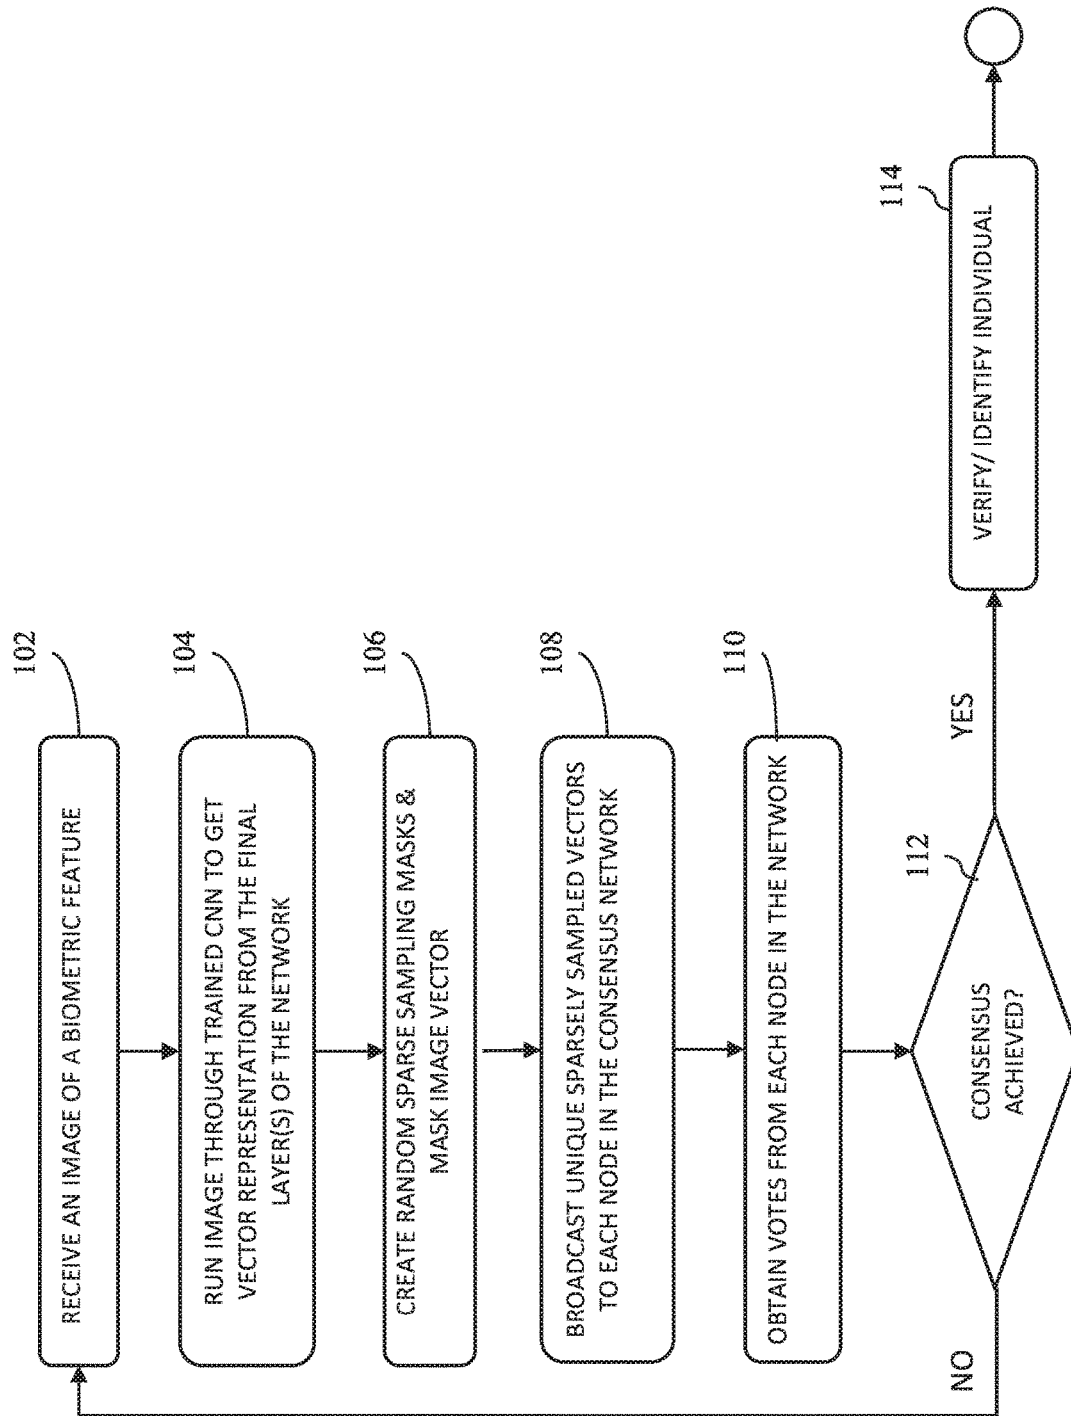 102
RECEIVE AN IMAGE OF A BIOMETRIC FEATURE
104
RUN IMAGE THROUGH TRAINED CNN TO GET
VECTOR REPRESENTATION FROM THE FINAL
LAYER(S) OF THE NETWORK
106
CREATE RANDOM SPARSE SAMPLING MASKS &
MASK IMAGE VECTOR
108
BROADCAST UNIQUE SPARSELY SAMPLED VECTORS
TO EACH NODE IN THE CONSENSUS NETWORK
110
OBTAIN VOTES FROM EACH NODE IN THE NETWORK
112
CONSENSUS
ACHIEVED?
NO
YES
114
VERIFY/ IDENTIFY INDIVIDUAL